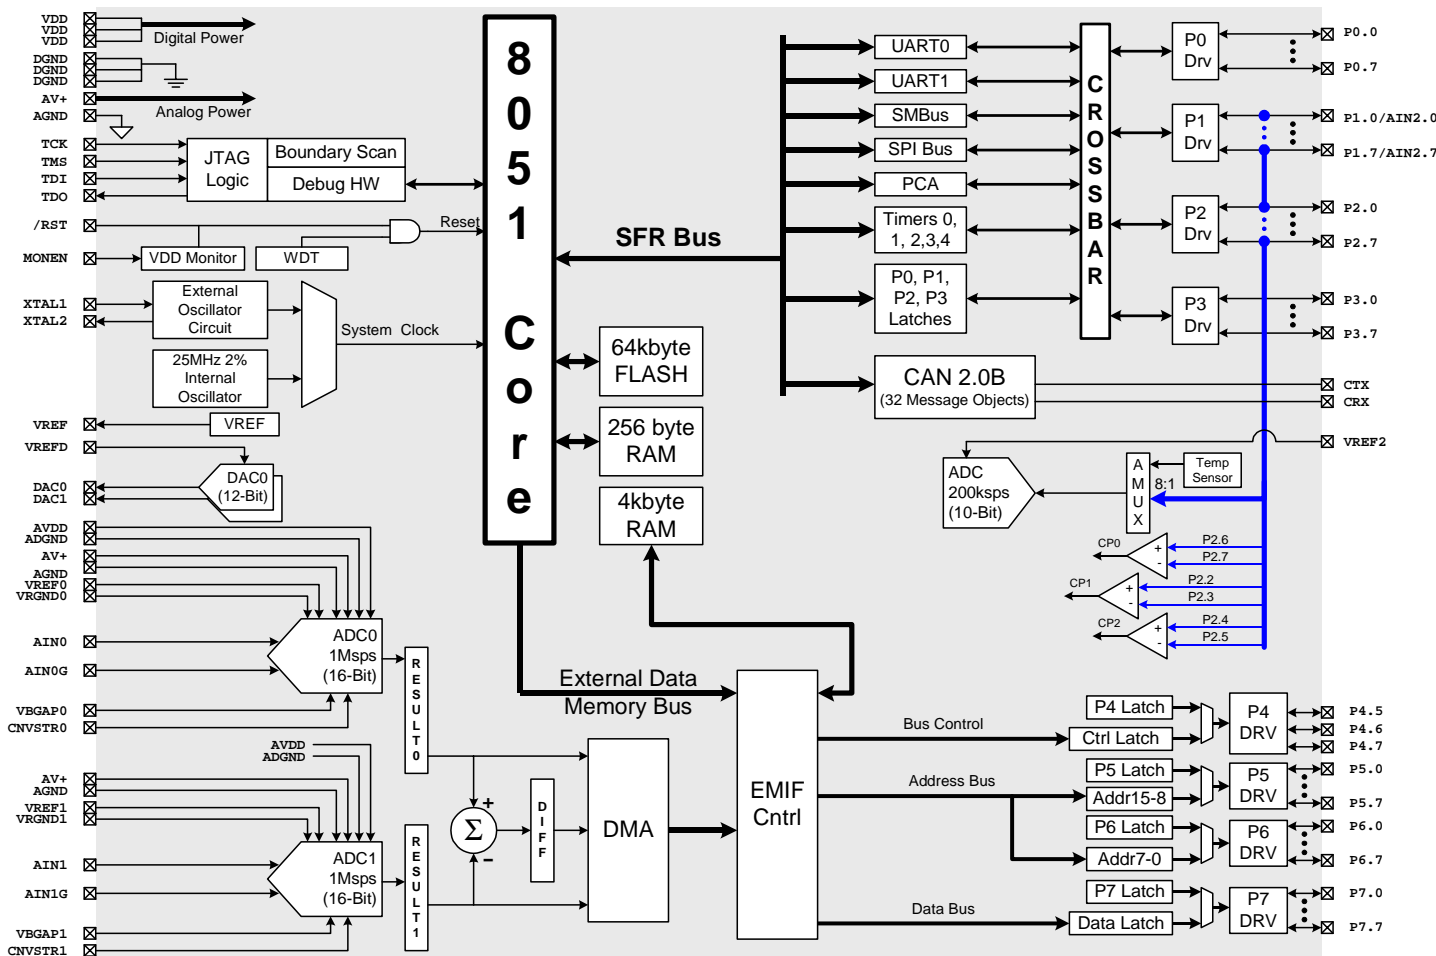 VDD
VDD
VDD
Digital Power
DGND
DGND
DGND
AV+
Analog Power
AGND
TCK
TMS
TDI
TDO
JTAG
Logic
Boundary Scan
Debug HW
/RST
Reset
MONEN
VDD Monitor
WDT
XTAL1
XTAL2
External
Oscillator
Circuit
System Clock
25MHz 2%
Internal
Oscillator
VREF
VREF
VREFD
DAC0
DAC1
DAC0
(12-Bit)
AVDD
ADGND
AV+
AGND
VREF0
VRGND0
AIN0
AIN0G
ADC0
1Msps
(16-Bit)
VBGAP0
CNVSTR0
RESULT0
AVDD
ADGND
AV+
AGND
VREF1
VRGND1
AIN1
AIN1G
ADC1
1Msps
(16-Bit)
VBGAP1
CNVSTR1
RESULT1
+
Σ
−
DIFF
DMA
8051 Core
SFR Bus
64kbyte
FLASH
256 byte
RAM
4kbyte
RAM
External Data
Memory Bus
EMIF
Cntrl
UART0
UART1
SMBus
SPI Bus
PCA
Timers 0,
1, 2,3,4
P0, P1,
P2, P3
Latches
CROSSBAR
P0
Drv
P1
Drv
P2
Drv
P3
Drv
P0.0
P0.7
P1.0/AIN2.0
P1.7/AIN2.7
P2.0
P2.7
P3.0
P3.7
CAN 2.0B
(32 Message Objects)
CTX
CRX
VREF2
ADC
200ksps
(10-Bit)
AMUX
8:1
Temp
Sensor
CP0
+
-
P2.6
P2.7
CP1
+
-
P2.2
P2.3
CP2
+
-
P2.4
P2.5
Bus Control
P4 Latch
Ctrl Latch
P4
DRV
P4.5
P4.6
P4.7
Address Bus
P5 Latch
Addr15-8
P5
DRV
P5.0
P5.7
P6 Latch
Addr7-0
P6
DRV
P6.0
P6.7
Data Bus
P7 Latch
Data Latch
P7
DRV
P7.0
P7.7